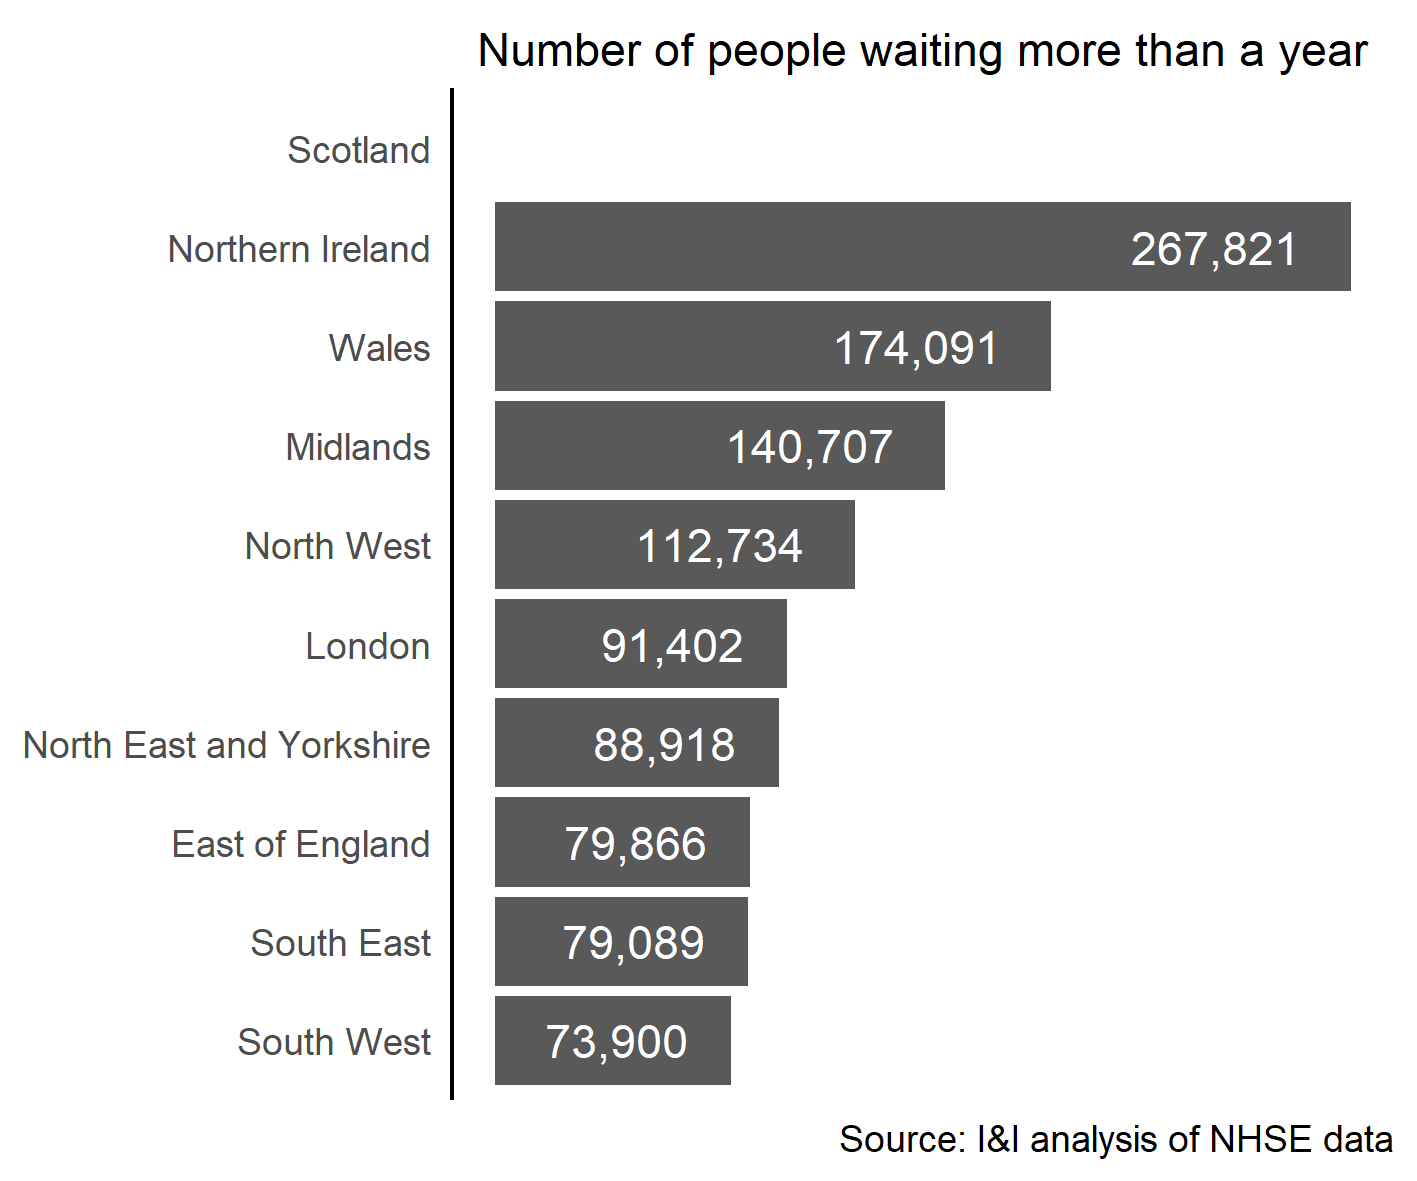 Number of people waiting more than a year
Scotland
Northern Ireland 267,821
Wales 174,091
Midlands 140,707
North West 112,734
London 91,402
North East and Yorkshire 88,918
East of England 79,866
South East 79,089
South West 73,900
Source: I&I analysis of NHSE data